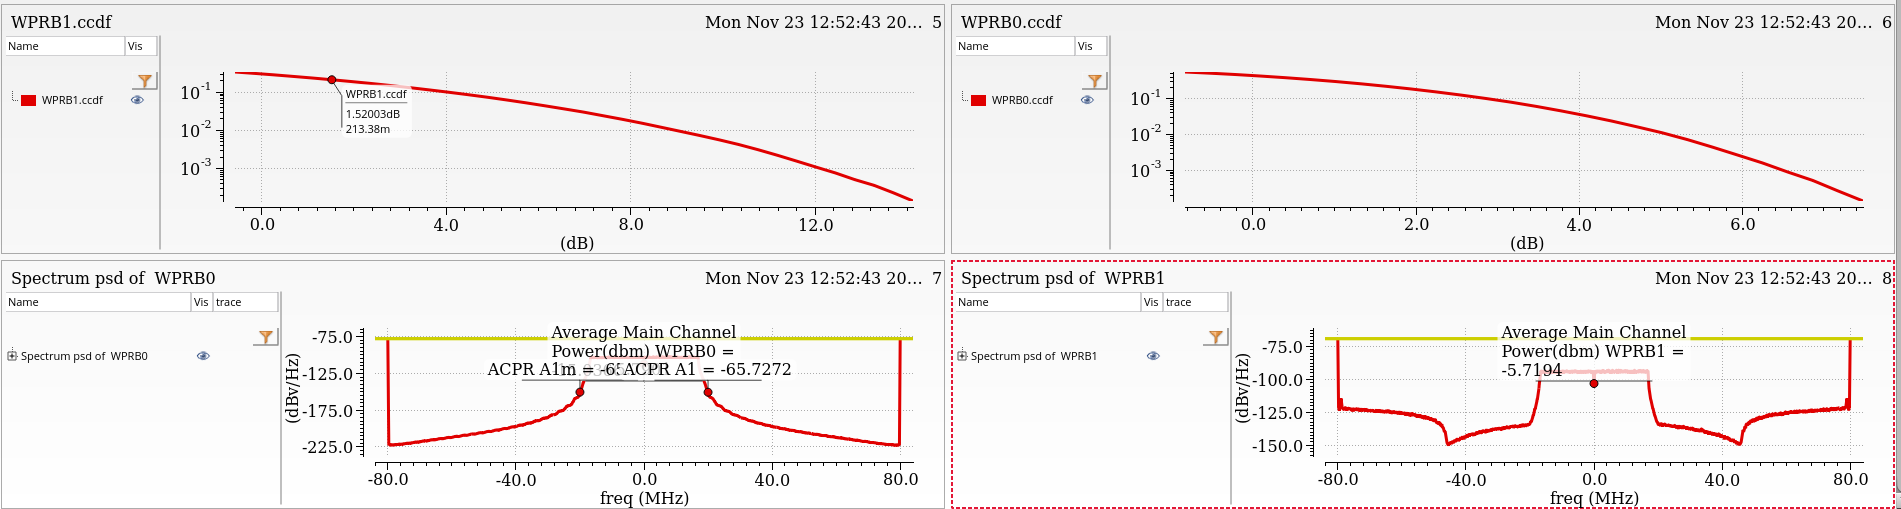 WPRB1.ccdf Mon Nov 23 12:52:43 20... 5
Name Vis
WPRB1.ccdf
10-1
10-2
10-3
WPRB1.ccdf
1.52003dB
213.38m
0.0 4.0 8.0 12.0
(dB)
WPRB0.ccdf Mon Nov 23 12:52:43 20... 6
Name Vis
WPRB0.ccdf
10-1
10-2
10-3
0.0 2.0 4.0 6.0
(dB)
Spectrum psd of WPRB0 Mon Nov 23 12:52:43 20... 7
Name Vis trace
Spectrum psd of WPRB0
(dBv/Hz)
-75.0
-125.0
-175.0
-225.0
Average Main Channel
Power(dbm) WPRB0 =
ACPR A1 = -65 ACPR A1 = -65.7272
-80.0 -40.0 0.0 40.0 80.0
freq (MHz)
Spectrum psd of WPRB1 Mon Nov 23 12:52:43 20... 8
Name Vis trace
Spectrum psd of WPRB1
(dBv/Hz)
-75.0
-100.0
-125.0
-150.0
Average Main Channel
Power(dbm) WPRB1 =
-5.7194
-80.0 -40.0 0.0 40.0 80.0
freq (MHz)